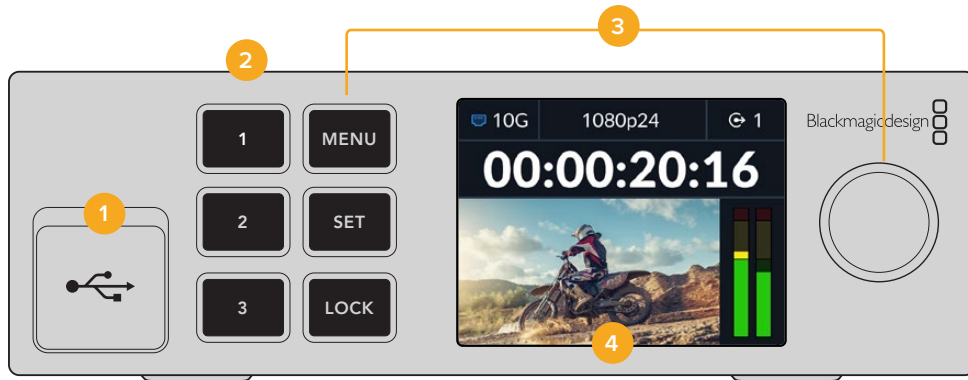 3
2
10G 1080p24 1
Blackmagicdesign
1 MENU
00:00:20:16
1
2 SET
3 LOCK
4